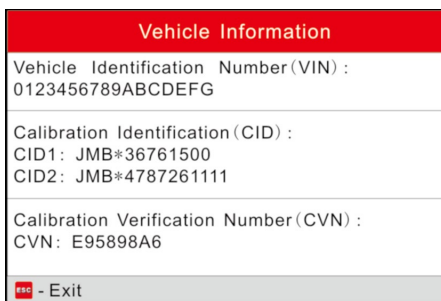 Vehicle Information
Vehicle Identification Number(VIN):
0123456789ABCDEFG
Calibration Identification(CID):
CID1: JMB*36761500
CID2: JMB*4787261111
Calibration Verification Number(CVN):
CVN: E95898A6
ESC - Exit